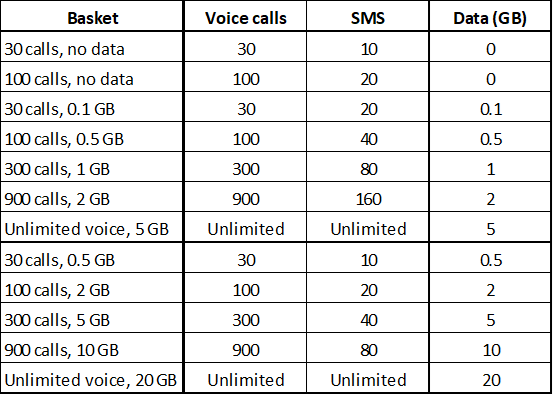 Basket Voice calls SMS Data (GB)
30 calls, no data 30 10 0
100 calls, no data 100 20 0
30 calls, 0.1 GB 30 20 0.1
100 calls, 0.5 GB 100 40 0.5
300 calls, 1 GB 300 80 1
900 calls, 2 GB 900 160 2
Unlimited voice, 5 GB Unlimited Unlimited 5
30 calls, 0.5 GB 30 10 0.5
100 calls, 2 GB 100 20 2
300 calls, 5 GB 300 40 5
900 calls, 10 GB 900 80 10
Unlimited voice, 20 GB Unlimited Unlimited 20